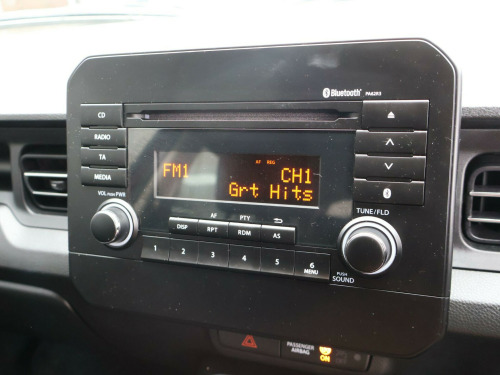 Bluetooth PA82R3
CD
RADIO
TA
MEDIA
VOL PUSH PWR
AF REG
FM1 CH1
Grt Hits
TUNE/FLD
AF PTY
DISP RPT RDM AS
1 2 3 4 5 6
MENU
PUSH
SOUND
PASSENGER
AIRBAG
ON